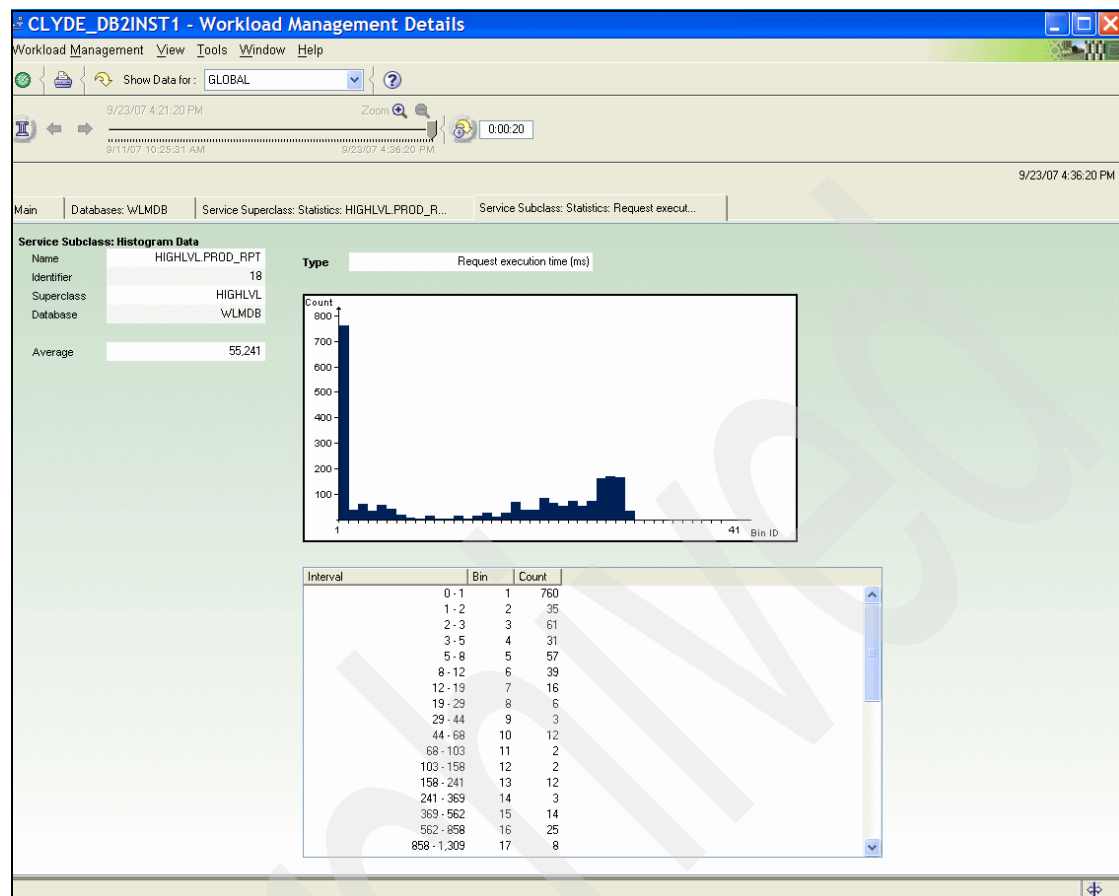 CLYDE_DB2INST1 - Workload Management Details
Workload Management View Tools Window Help
Show Data for : GLOBAL
9/23/07 4:21:20 PM Zoom
0:00:20
9/11/07 10:25:31 AM 9/23/07 4:36:20 PM
9/23/07 4:36:20 PM
Main Databases: WLMDB Service Superclass: Statistics: HIGHLVL.PROD_R... Service Subclass: Statistics: Request execut...
Service Subclass: Histogram Data
Name HIGHLVL.PROD_RPT
Identifier 18
Superclass HIGHLVL
Database WLMDB
Average 55,241
Type Request execution time (ms)
Count
800
700
600
500
400
300
200
100
1 41 Bin ID
Interval Bin Count
0 - 1 1 760
1 - 2 2 35
2 - 3 3 61
3 - 5 4 31
5 - 8 5 57
8 - 12 6 39
12 - 19 7 16
19 - 29 8 6
29 - 44 9 3
44 - 68 10 12
68 - 103 11 2
103 - 158 12 2
158 - 241 13 12
241 - 369 14 3
369 - 562 15 14
562 - 858 16 25
858 - 1,309 17 8